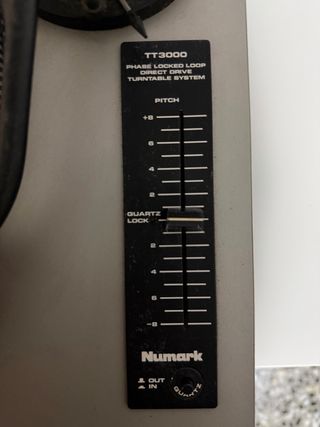 TT3000
PHASE LOCKED LOOP
DIRECT DRIVE
TURNTABLE SYSTEM
PITCH
+8
6
4
2
QUARTZ
LOCK
2
4
6
-8
Numark
OUT
IN
QUARTZ